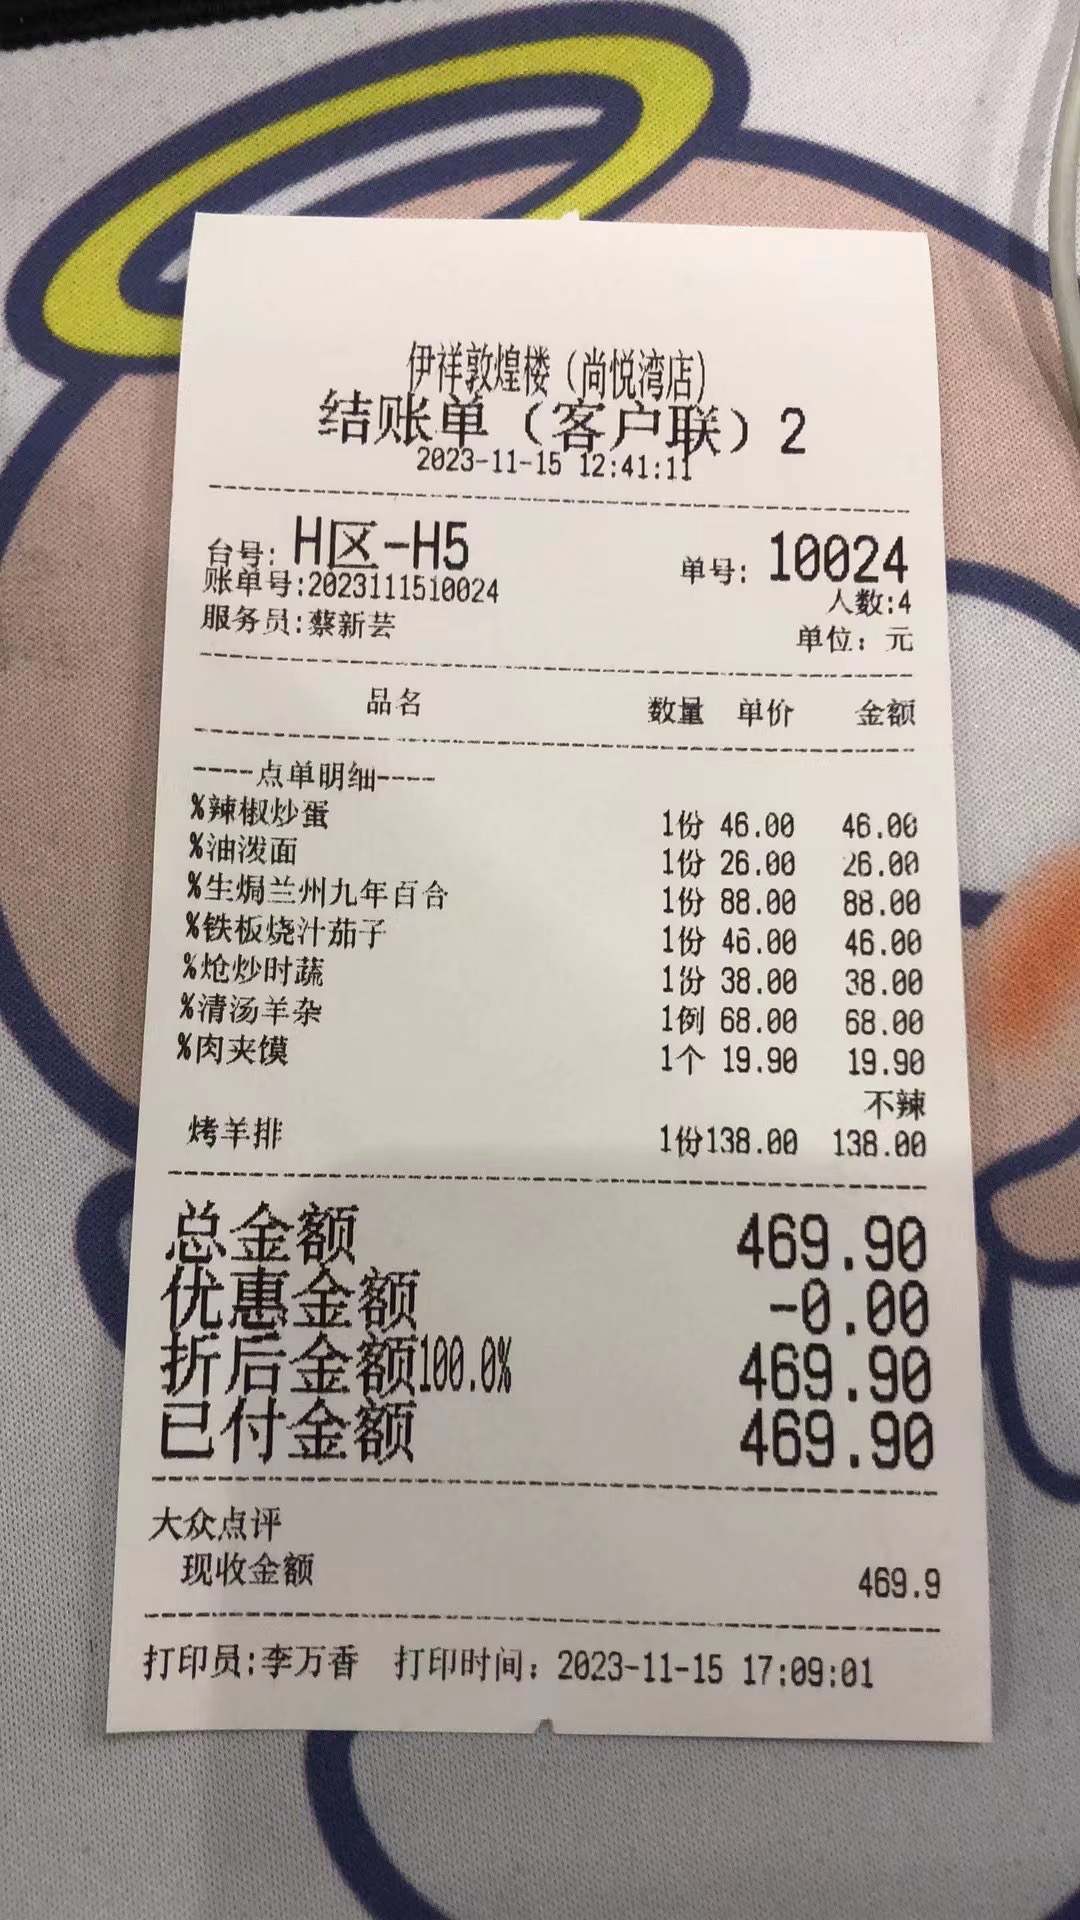 伊祥敦煌楼（尚悦湾店）
结账单（客户联）2
2023-11-15 12:41:11
台号: H区-H5 单号: 10024
账单号:2023111510024 人数:4
服务员:蔡新芸 单位：元
品名 数量 单价 金额
----点单明细----
%辣椒炒蛋 1份 46.00 46.00
%油泼面 1份 26.00 26.00
%生焗兰州九年百合 1份 88.00 88.00
%铁板烧汁茄子 1份 46.00 46.00
%炝炒时蔬 1份 38.00 38.00
%清汤羊杂 1例 68.00 68.00
%肉夹馍 1个 19.90 19.90
不辣
烤羊排 1份138.00 138.00
总金额 469.90
优惠金额 -0.00
折后金额100.0% 469.90
已付金额 469.90
大众点评
现收金额 469.9
打印员:李万香 打印时间：2023-11-15 17:09:01